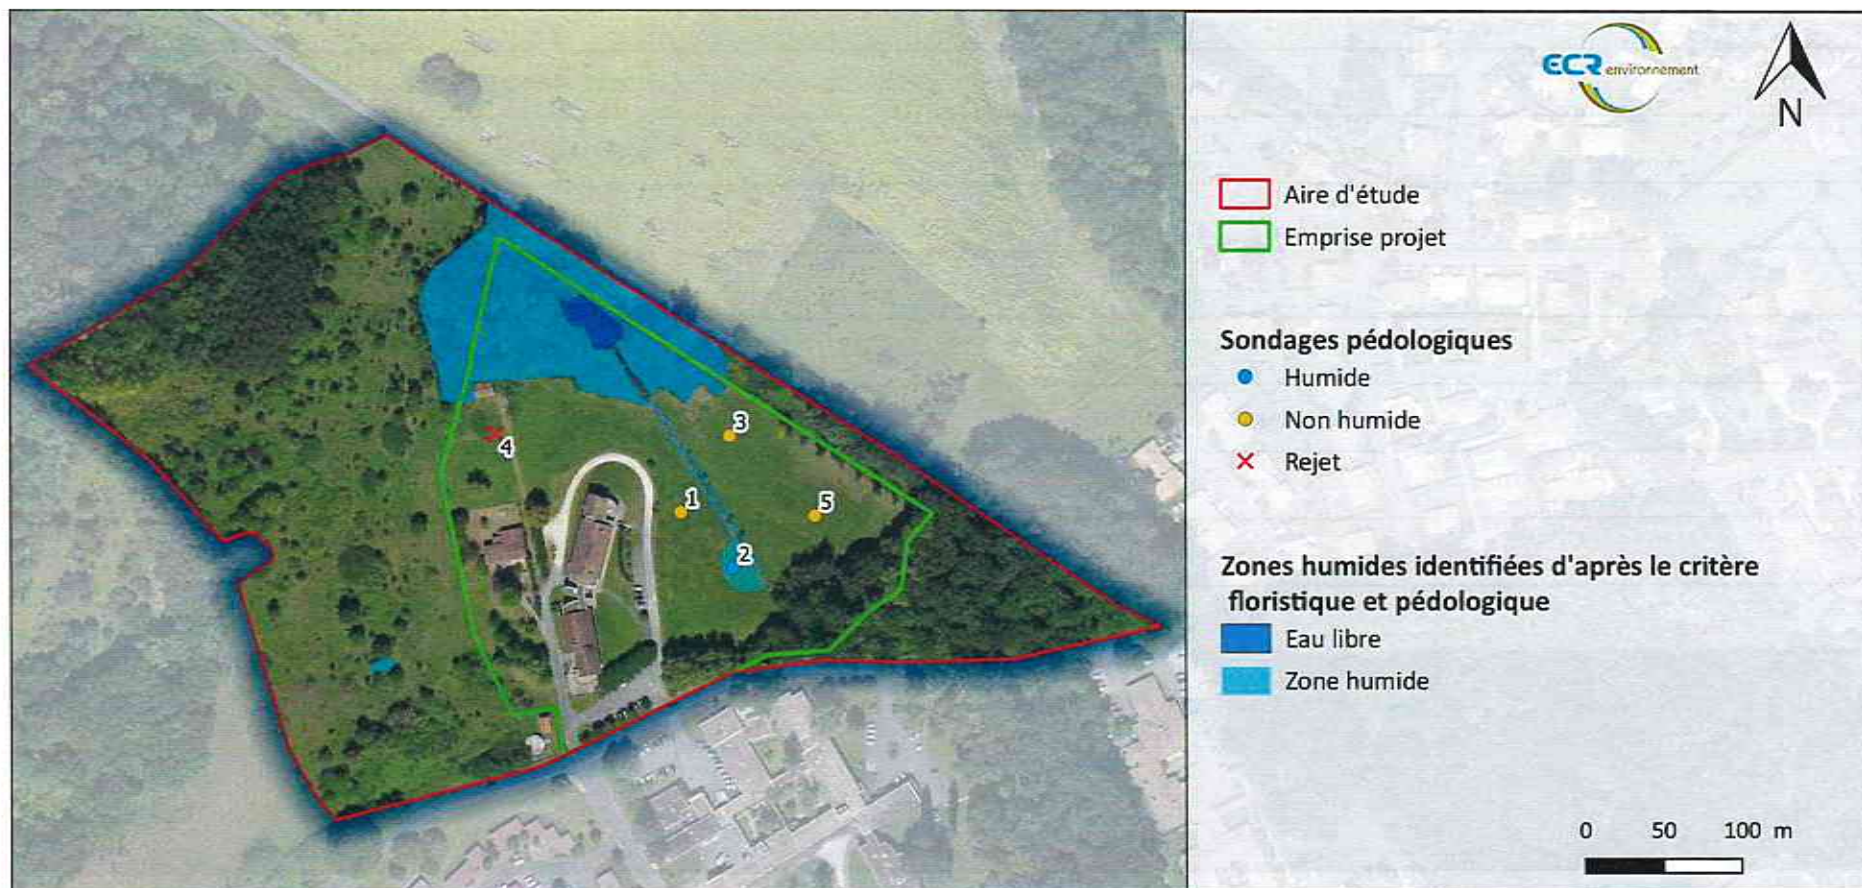 ECR environnement
N
Aire d'étude
Emprise projet
Sondages pédologiques
Humide
Non humide
Rejet
Zones humides identifiées d'après le critère
floristique et pédologique
Eau libre
Zone humide
0 50 100 m
3
4
1
5
2